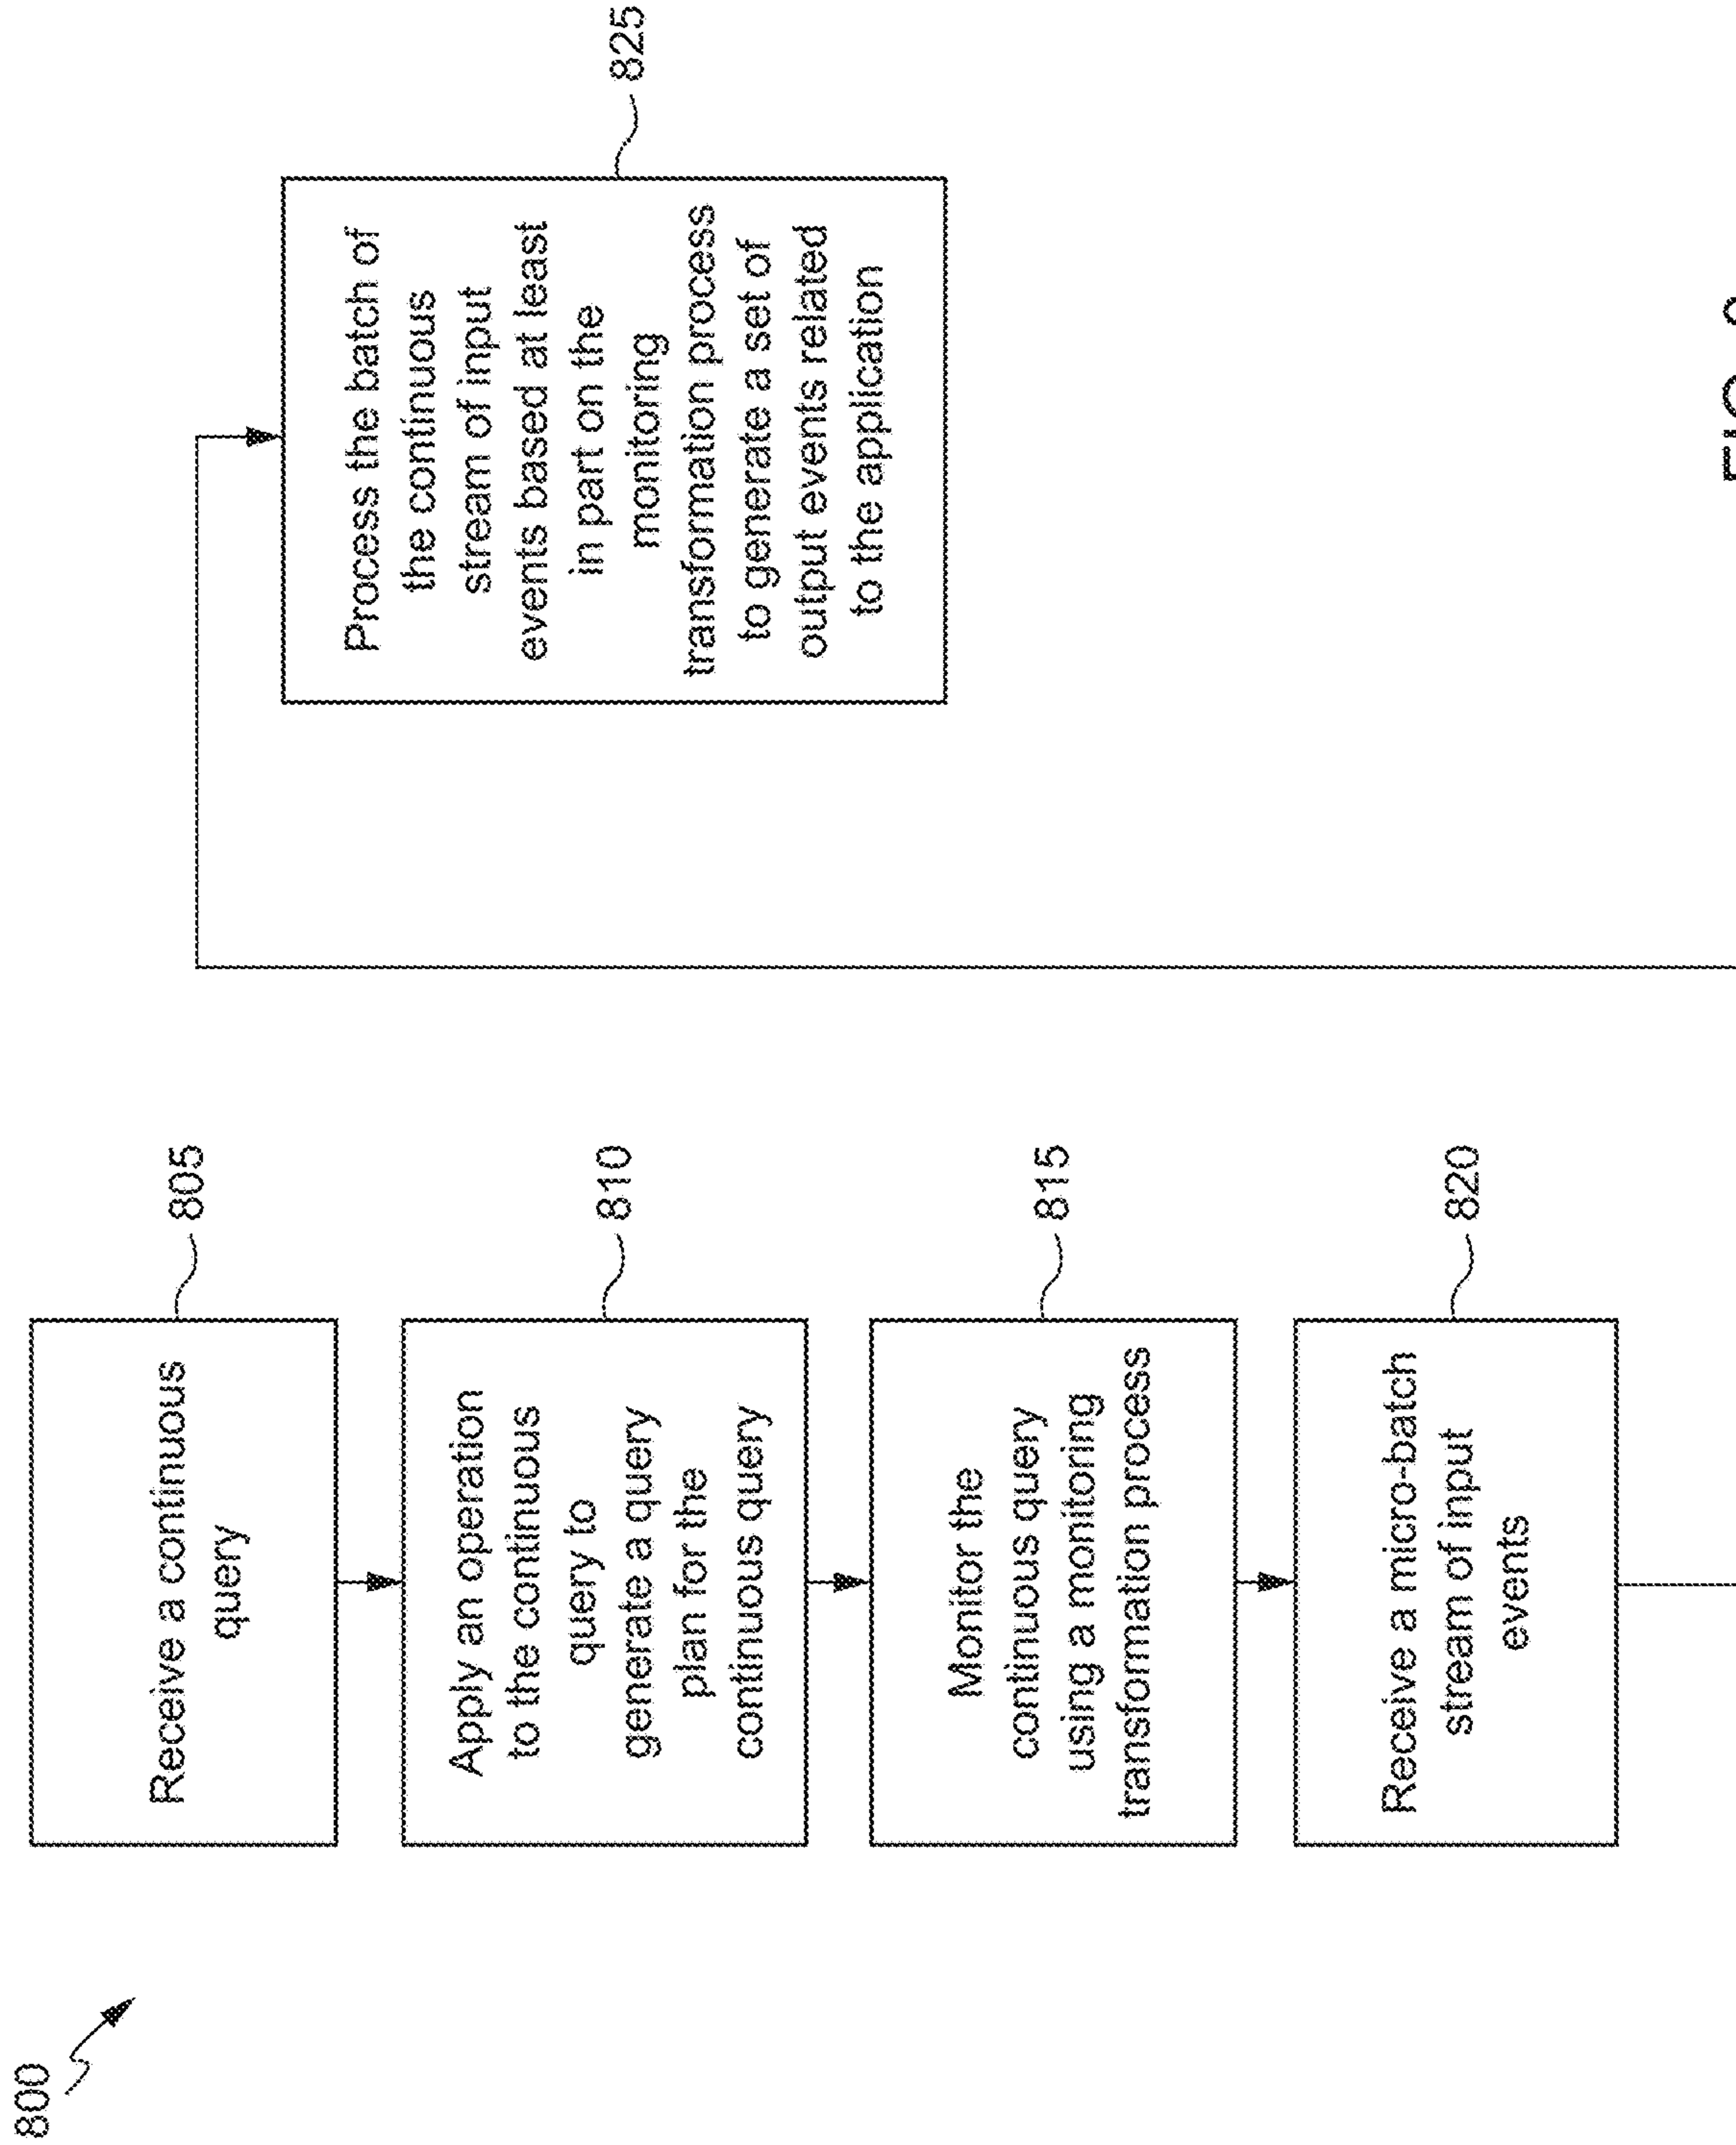 800
Receive a continuous
query
805
Apply an operation
to the continuous
query to
generate a query
plan for the
continuous query
810
Monitor the
continuous query
using a monitoring
transformation process
815
Receive a micro-batch
stream of input
events
820
Process the batch of
the continuous
stream of input
events based at least
in part on the
monitoring
transformation process
to generate a set of
output events related
to the application
825